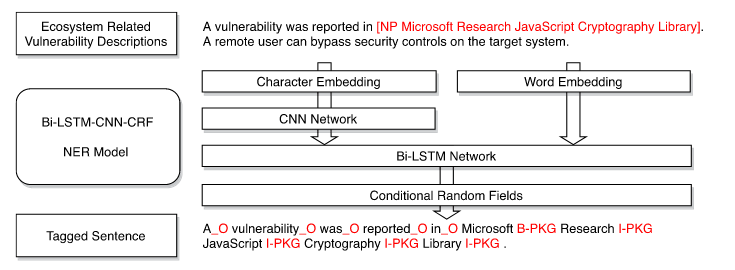 Ecosystem Related
Vulnerability Descriptions
A vulnerability was reported in [NP Microsoft Research JavaScript Cryptography Library].
A remote user can bypass security controls on the target system.
Character Embedding
Word Embedding
Bi-LSTM-CNN-CRF
NER Model
CNN Network
Bi-LSTM Network
Conditional Random Fields
Tagged Sentence
A_O vulnerability_O was_O reported_O in_O Microsoft B-PKG Research I-PKG
JavaScript I-PKG Cryptography I-PKG Library I-PKG .